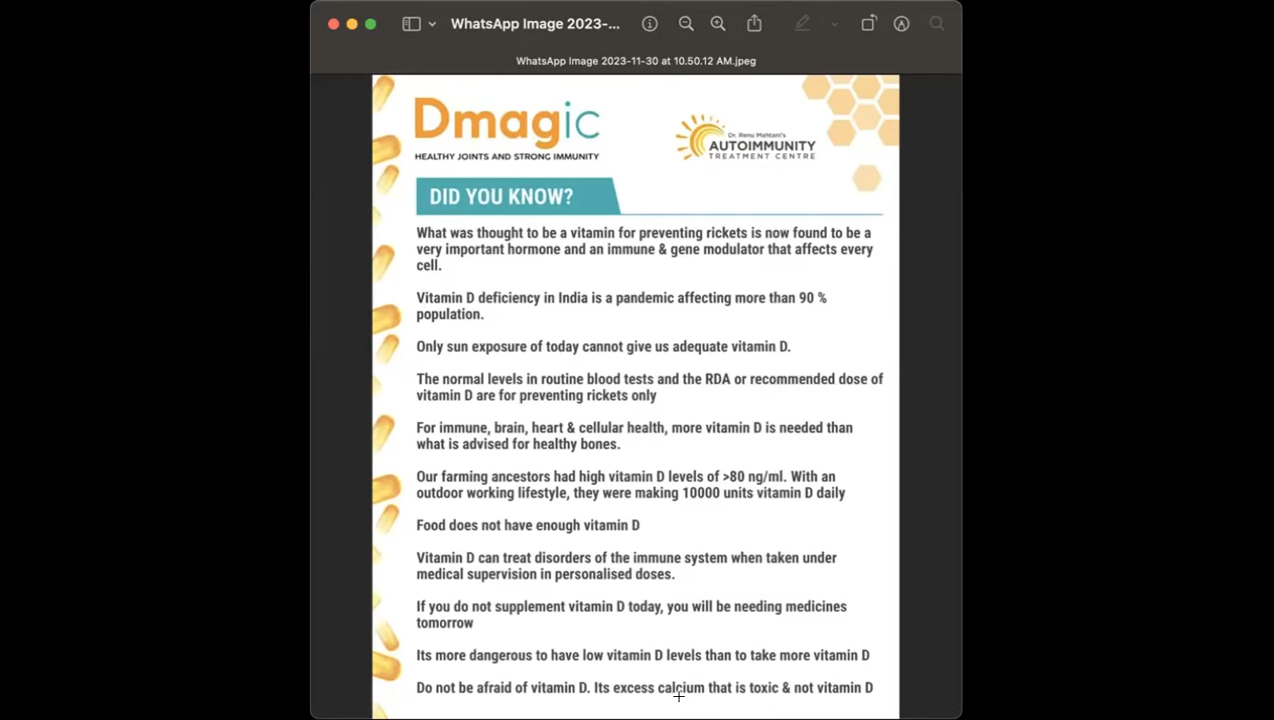 WhatsApp Image 2023-...
WhatsApp Image 2023-11-30 at 10.50.12 AM.jpeg
Dmagic
HEALTHY JOINTS AND STRONG IMMUNITY
Dr. Renu Mahtani's
AUTOIMMUNITY
TREATMENT CENTRE
DID YOU KNOW?
What was thought to be a vitamin for preventing rickets is now found to be a
very important hormone and an immune & gene modulator that affects every
cell.
Vitamin D deficiency in India is a pandemic affecting more than 90 %
population.
Only sun exposure of today cannot give us adequate vitamin D.
The normal levels in routine blood tests and the RDA or recommended dose of
vitamin D are for preventing rickets only
For immune, brain, heart & cellular health, more vitamin D is needed than
what is advised for healthy bones.
Our farming ancestors had high vitamin D levels of >80 ng/ml. With an
outdoor working lifestyle, they were making 10000 units vitamin D daily
Food does not have enough vitamin D
Vitamin D can treat disorders of the immune system when taken under
medical supervision in personalised doses.
If you do not supplement vitamin D today, you will be needing medicines
tomorrow
Its more dangerous to have low vitamin D levels than to take more vitamin D
Do not be afraid of vitamin D. Its excess calcium that is toxic & not vitamin D